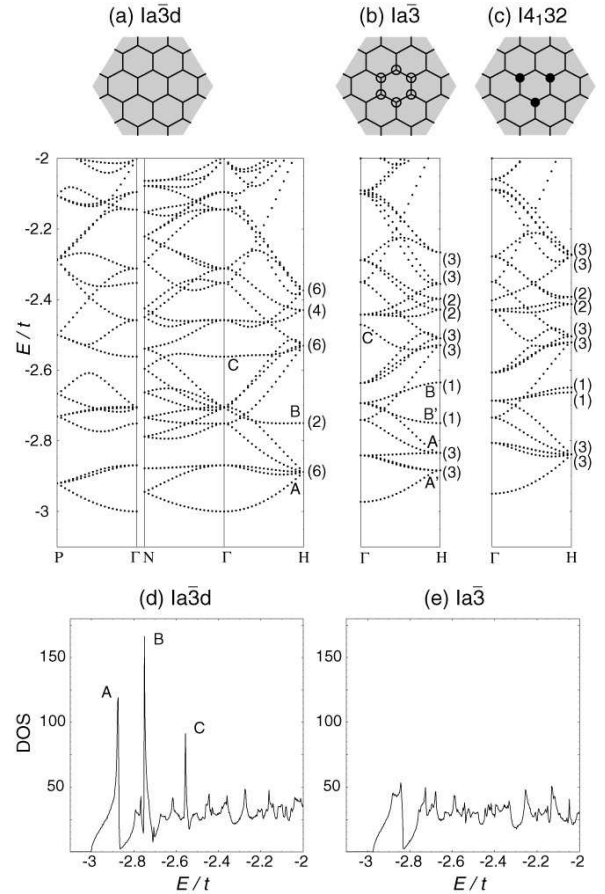 (a) Ia3̅d
(b) Ia3̅
(c) I4₁32
-2
-2.2
-2.4
-2.6
-2.8
-3
E / t
(6)
(4)
(6)
C
B
(2)
(6)
A
P
Γ
N
Γ
H
(3)
(3)
(2)
(2)
(3)
(3)
C
(1)
B
B'
(1)
A
(3)
(3)
A'
Γ
H
(3)
(3)
(2)
(2)
(3)
(3)
(1)
(1)
(3)
(3)
Γ
H
(d) Ia3̅d
(e) Ia3̅
150
100
50
DOS
A
B
C
-3 -2.8 -2.6 -2.4 -2.2 -2
E / t
150
100
50
-3 -2.8 -2.6 -2.4 -2.2 -2
E / t